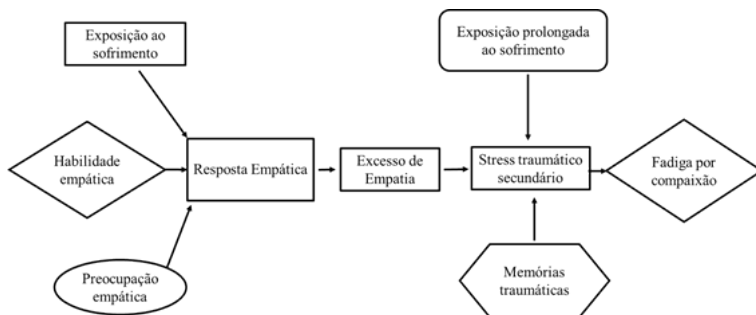 Exposição ao
sofrimento
Exposição prolongada
ao sofrimento
Habilidade
empática
Resposta Empática
Excesso de
Empatia
Stress traumático
secundário
Fadiga por
compaixão
Preocupação
empática
Memórias
traumáticas